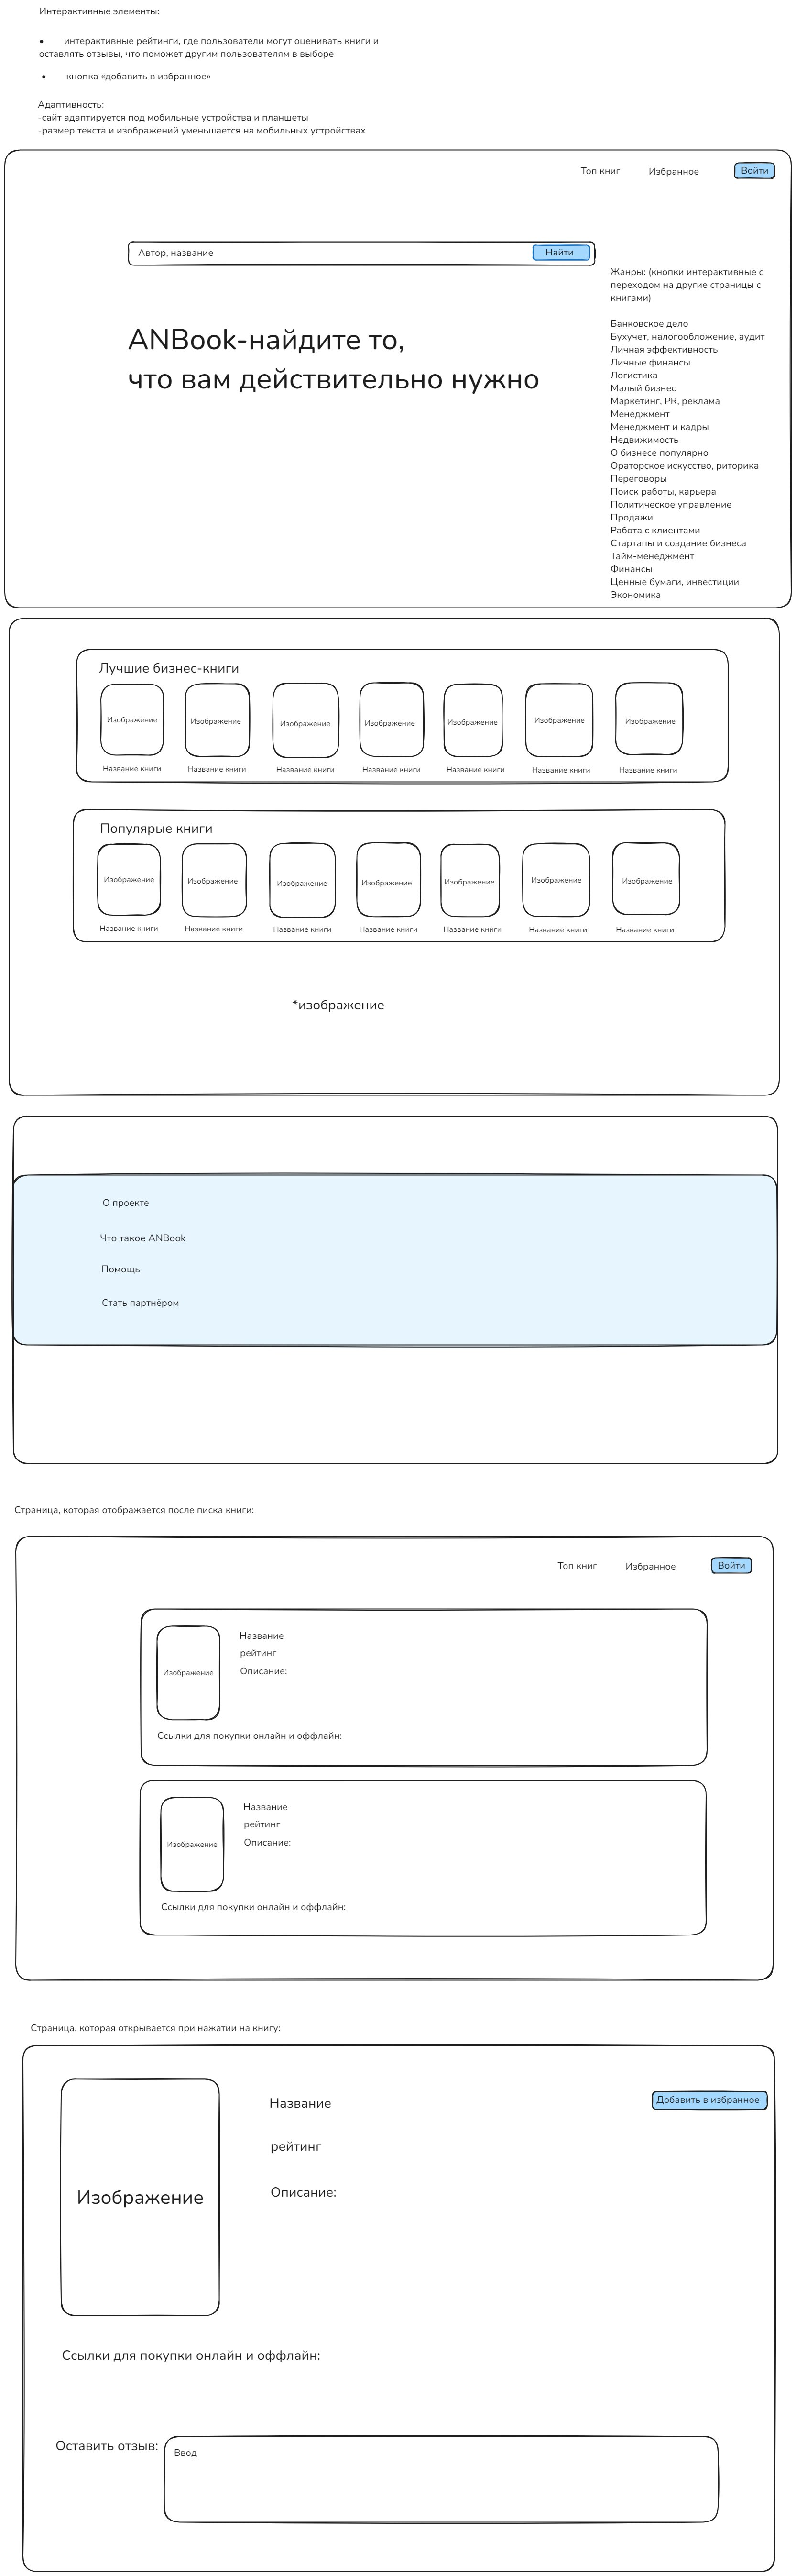 Интерактивные элементы:
• интерактивные рейтинги, где пользователи могут оценивать книги и
оставлять отзывы, что поможет другим пользователям в выборе
• кнопка «добавить в избранное»
Адаптивность:
-сайт адаптируется под мобильные устройства и планшеты
-размер текста и изображений уменьшается на мобильных устройствах
Топ книг Избранное Войти
Автор, название Найти
ANBook-найдите то,
что вам действительно нужно
Жанры: (кнопки интерактивные с
переходом на другие страницы с
книгами)
Банковское дело
Бухучет, налогообложение, аудит
Личная эффективность
Личные финансы
Логистика
Малый бизнес
Маркетинг, PR, реклама
Менеджмент
Менеджмент и кадры
Недвижимость
О бизнесе популярно
Ораторское искусство, риторика
Переговоры
Поиск работы, карьера
Политическое управление
Продажи
Работа с клиентами
Стартапы и создание бизнеса
Тайм-менеджмент
Финансы
Ценные бумаги, инвестиции
Экономика
Лучшие бизнес-книги
Изображение Изображение Изображение Изображение Изображение Изображение Изображение
Название книги Название книги Название книги Название книги Название книги Название книги Название книги
Популярые книги
Изображение Изображение Изображение Изображение Изображение Изображение Изображение
Название книги Название книги Название книги Название книги Название книги Название книги Название книги
*изображение
О проекте
Что такое ANBook
Помощь
Стать партнёром
Страница, которая отображается после писка книги:
Топ книг Избранное Войти
Название
рейтинг
Изображение Описание:
Ссылки для покупки онлайн и оффлайн:
Название
рейтинг
Изображение Описание:
Ссылки для покупки онлайн и оффлайн:
Страница, которая открывается при нажатии на книгу:
Название Добавить в избранное
рейтинг
Изображение Описание:
Ссылки для покупки онлайн и оффлайн:
Оставить отзыв: Ввод